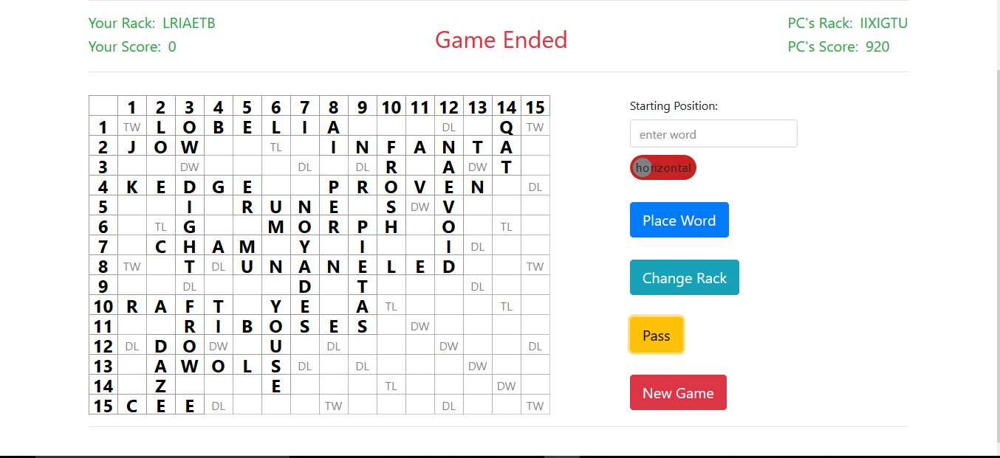 Your Rack: LRIAETB
Your Score: 0
Game Ended
PC's Rack: IIXIGTU
PC's Score: 920
1 2 3 4 5 6 7 8 9 10 11 12 13 14 15
1 TW L O B E L I A DL Q TW
2 J O W TL I N F A N T A
3 DW DL DL R A DW T
4 K E D G E P R O V E N DL
5 I R U N E S DW V
6 TL G M O R P H O TL
7 C H A M Y I I DL
8 TW T DL U N A N E L E D TW
9 DL D T DL
10 R A F T Y E A TL TL
11 R I B O S E S DW
12 DL D O DW U DL DW DL
13 A W O L S DL DL DW
14 Z E TL DW
15 C E E DL TW DL TW
Starting Position:
enter word
horizontal
Place Word
Change Rack
Pass
New Game